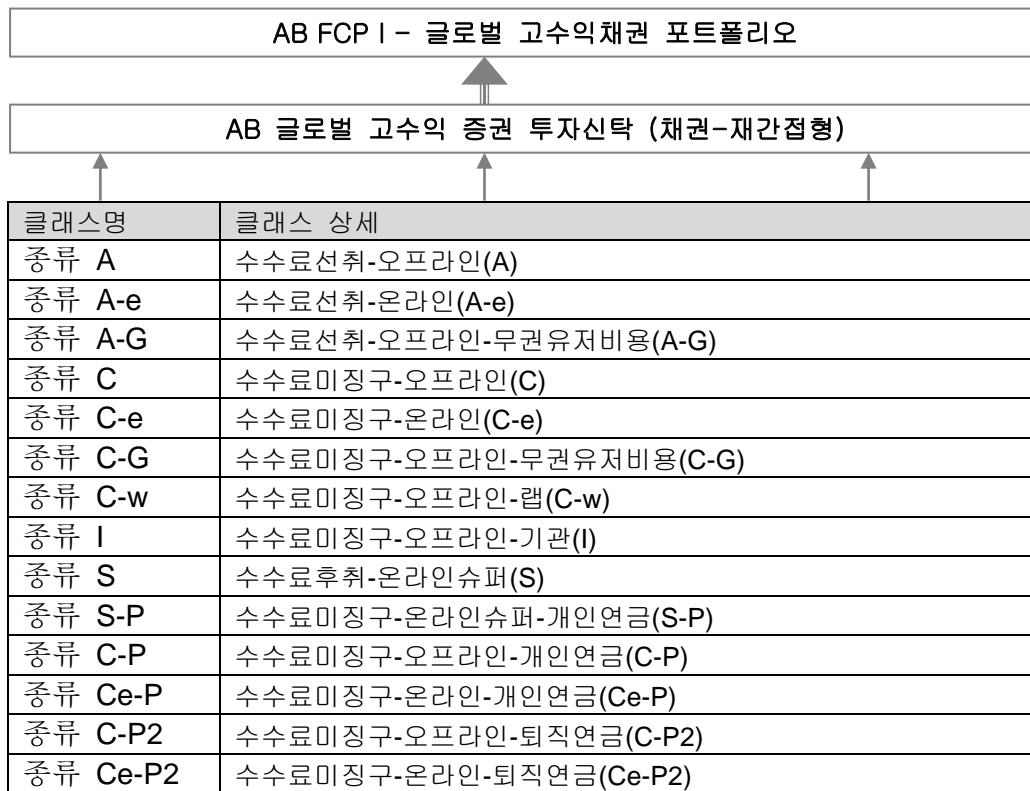 AB FCP I – 글로벌 고수익채권 포트폴리오
AB 글로벌 고수익 증권 투자신탁 (채권-재간접형)
클래스명 클래스 상세
종류 A 수수료선취-오프라인(A)
종류 A-e 수수료선취-온라인(A-e)
종류 A-G 수수료선취-오프라인-무권유저비용(A-G)
종류 C 수수료미징구-오프라인(C)
종류 C-e 수수료미징구-온라인(C-e)
종류 C-G 수수료미징구-오프라인-무권유저비용(C-G)
종류 C-w 수수료미징구-오프라인-랩(C-w)
종류 I 수수료미징구-오프라인-기관(I)
종류 S 수수료후취-온라인슈퍼(S)
종류 S-P 수수료미징구-온라인슈퍼-개인연금(S-P)
종류 C-P 수수료미징구-오프라인-개인연금(C-P)
종류 Ce-P 수수료미징구-온라인-개인연금(Ce-P)
종류 C-P2 수수료미징구-오프라인-퇴직연금(C-P2)
종류 Ce-P2 수수료미징구-온라인-퇴직연금(Ce-P2)